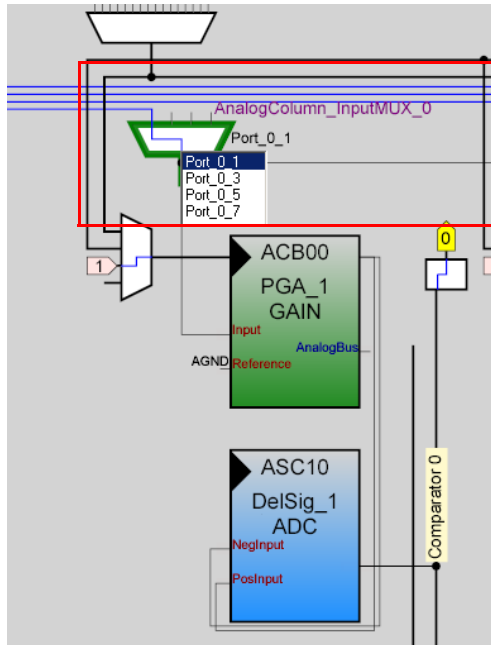 AnalogColumn_InputMUX_0
Port_0_1
Port_0_1
Port_0_3
Port_0_5
Port_0_7
0
1
ACB00
PGA_1
GAIN
Input
AnalogBus
AGND
Reference
ASC10
DelSig_1
ADC
NegInput
PosInput
Comparator 0